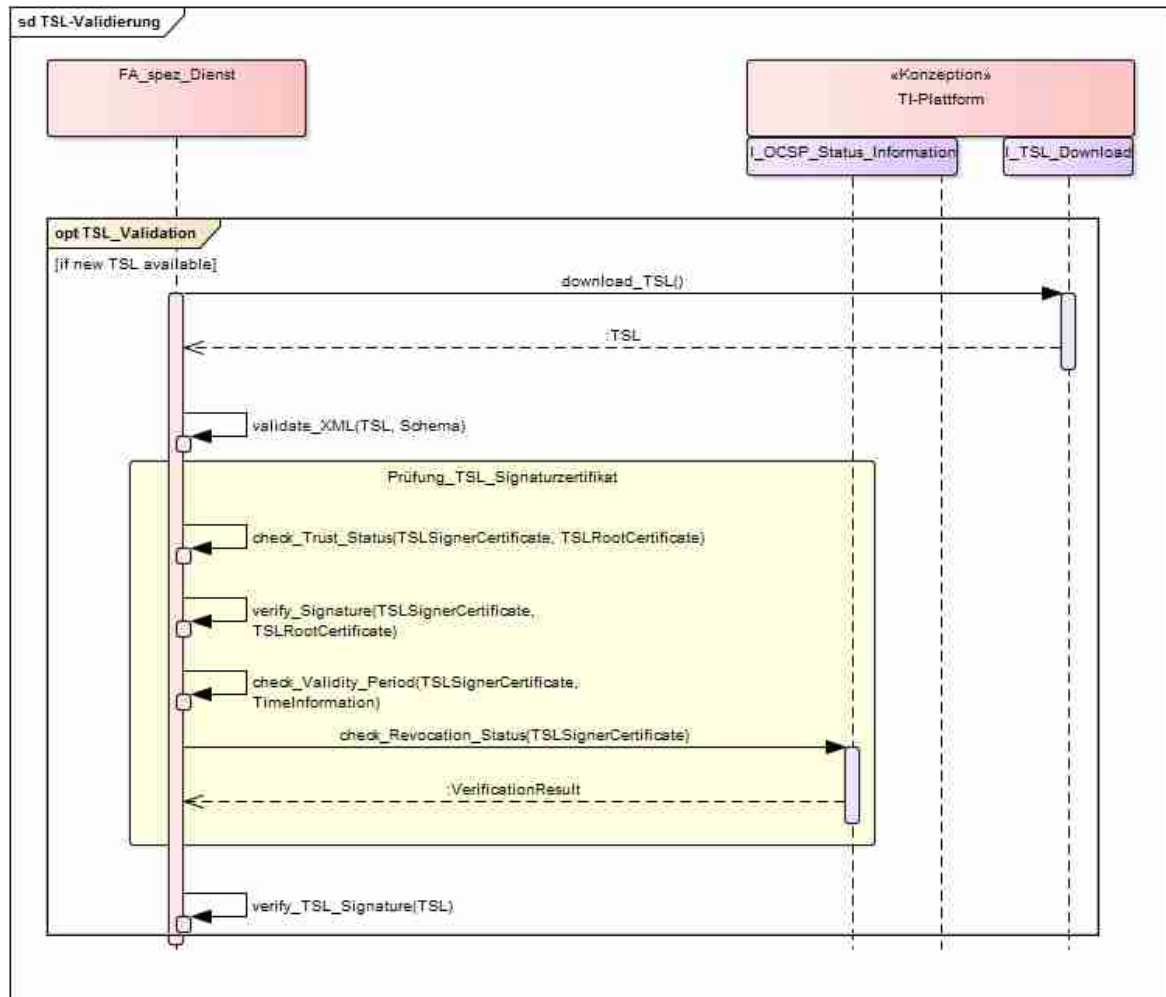 sd TSL-Validierung
FA_spez_Dienst
«Konzeption»
TI-Plattform
I_OCSP_Status_Information
I_TSL_Download
opt TSL_Validation
[if new TSL available]
download_TSL()
:TSL
validate_XML(TSL, Schema)
Prüfung_TSL_Signaturzertifikat
check_Trust_Status(TSLSignerCertificate, TSLRootCertificate)
verify_Signature(TSLSignerCertificate,
TSLRootCertificate)
check_Validity_Period(TSLSignerCertificate,
TimeInformation)
check_Revocation_Status(TSLSignerCertificate)
:VerificationResult
verify_TSL_Signature(TSL)